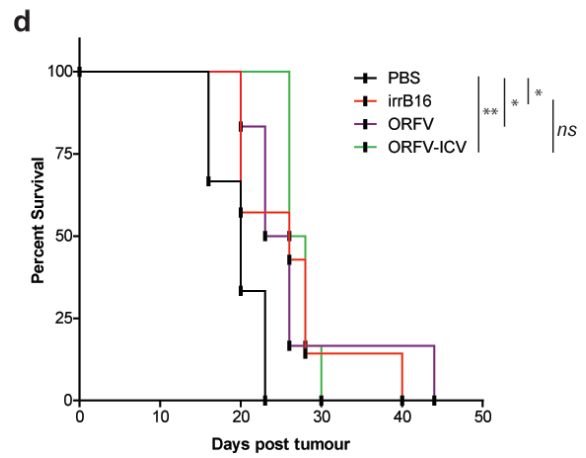 d
Percent Survival
100
75
50
25
0
0 10 20 30 40 50
Days post tumour
PBS
irrB16
ORFV
ORFV-ICV
** * * ns